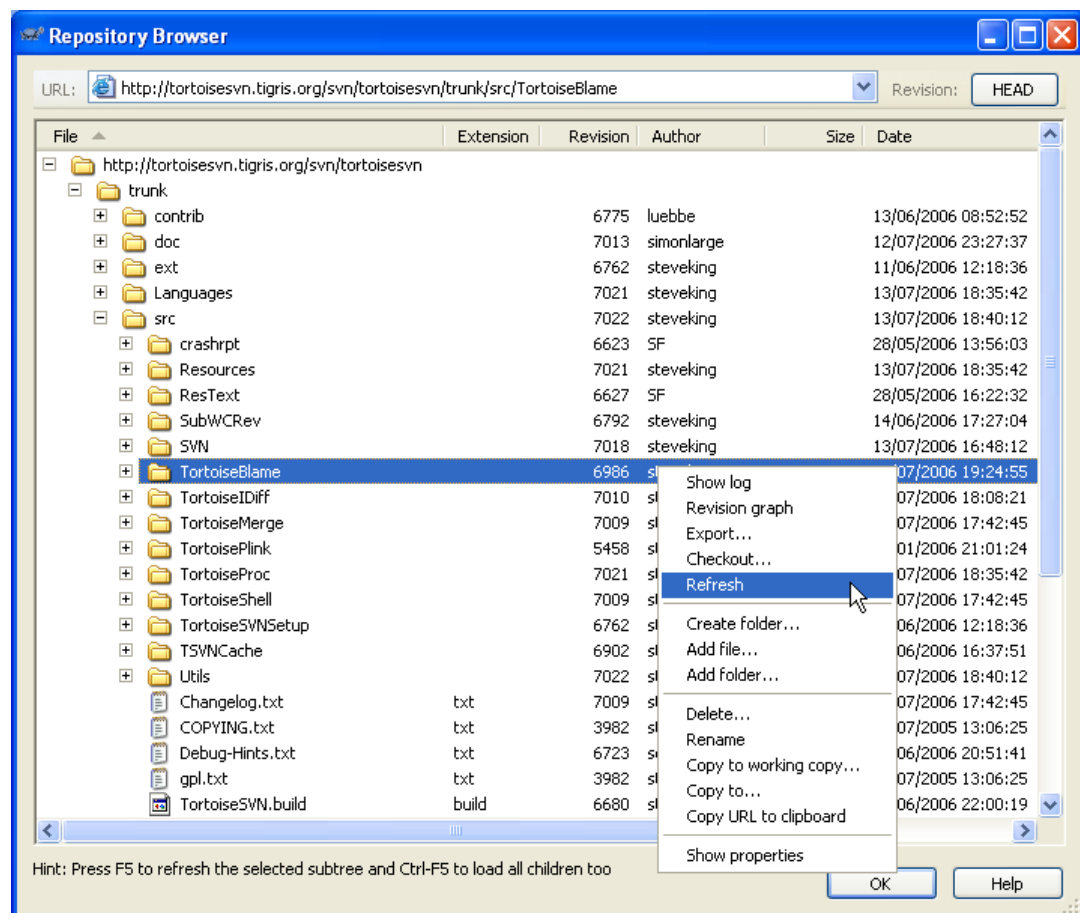 Repository Browser
URL: http://tortoisesvn.tigris.org/svn/tortoisesvn/trunk/src/TortoiseBlame Revision: HEAD
File Extension Revision Author Size Date
http://tortoisesvn.tigris.org/svn/tortoisesvn
trunk
contrib 6775 luebbe 13/06/2006 08:52:52
doc 7013 simonlarge 12/07/2006 23:27:37
ext 6762 steveking 11/06/2006 12:18:36
Languages 7021 steveking 13/07/2006 18:35:42
src 7022 steveking 13/07/2006 18:40:12
crashrpt 6623 SF 28/05/2006 13:56:03
Resources 7021 steveking 13/07/2006 18:35:42
ResText 6627 SF 28/05/2006 16:22:32
SubWCRev 6792 steveking 14/06/2006 17:27:04
SVN 7018 steveking 13/07/2006 16:48:12
TortoiseBlame 6986 07/2006 19:24:55
TortoiseIDiff 7010 07/2006 18:08:21
TortoiseMerge 7009 07/2006 17:42:45
TortoisePlink 5458 01/2006 21:01:24
TortoiseProc 7021 07/2006 18:35:42
TortoiseShell 7009 07/2006 17:42:45
TortoiseSVNSetup 6762 06/2006 12:18:36
TSVNCache 6902 06/2006 16:37:51
Utils 7022 07/2006 18:40:12
Changelog.txt txt 7009 07/2006 17:42:45
COPYING.txt txt 3982 07/2005 13:06:25
Debug-Hints.txt txt 6723 06/2006 20:51:41
gpl.txt txt 3982 07/2005 13:06:25
TortoiseSVN.build build 6680 06/2006 22:00:19
Show log
Revision graph
Export...
Checkout...
Refresh
Create folder...
Add file...
Add folder...
Delete...
Rename
Copy to working copy...
Copy to...
Copy URL to clipboard
Show properties
Hint: Press F5 to refresh the selected subtree and Ctrl-F5 to load all children too
OK Help